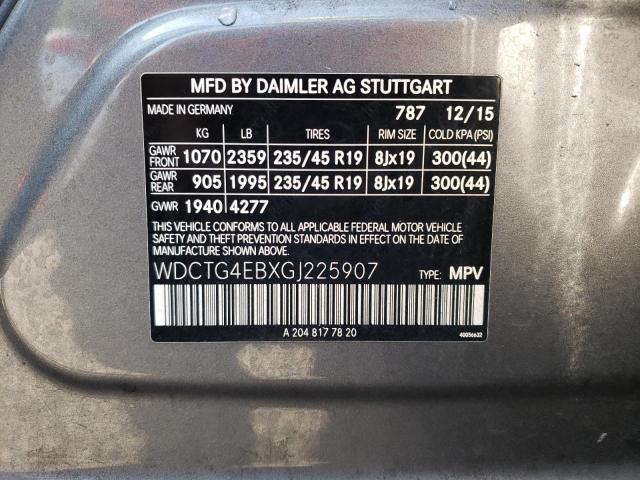 MFD BY DAIMLER AG STUTTGART
MADE IN GERMANY 787 12/15
KG LB TIRES RIM SIZE COLD KPA (PSI)
GAWR FRONT 1070 2359 235/45 R19 8Jx19 300(44)
GAWR REAR 905 1995 235/45 R19 8Jx19 300(44)
GVWR 1940 4277
THIS VEHICLE CONFORMS TO ALL APPLICABLE FEDERAL MOTOR VEHICLE
SAFETY AND THEFT PREVENTION STANDARDS IN EFFECT ON THE DATE OF
MANUFACTURE SHOWN ABOVE.
WDCTG4EBXGJ225907 TYPE: MPV
A 204 817 78 20 40056632